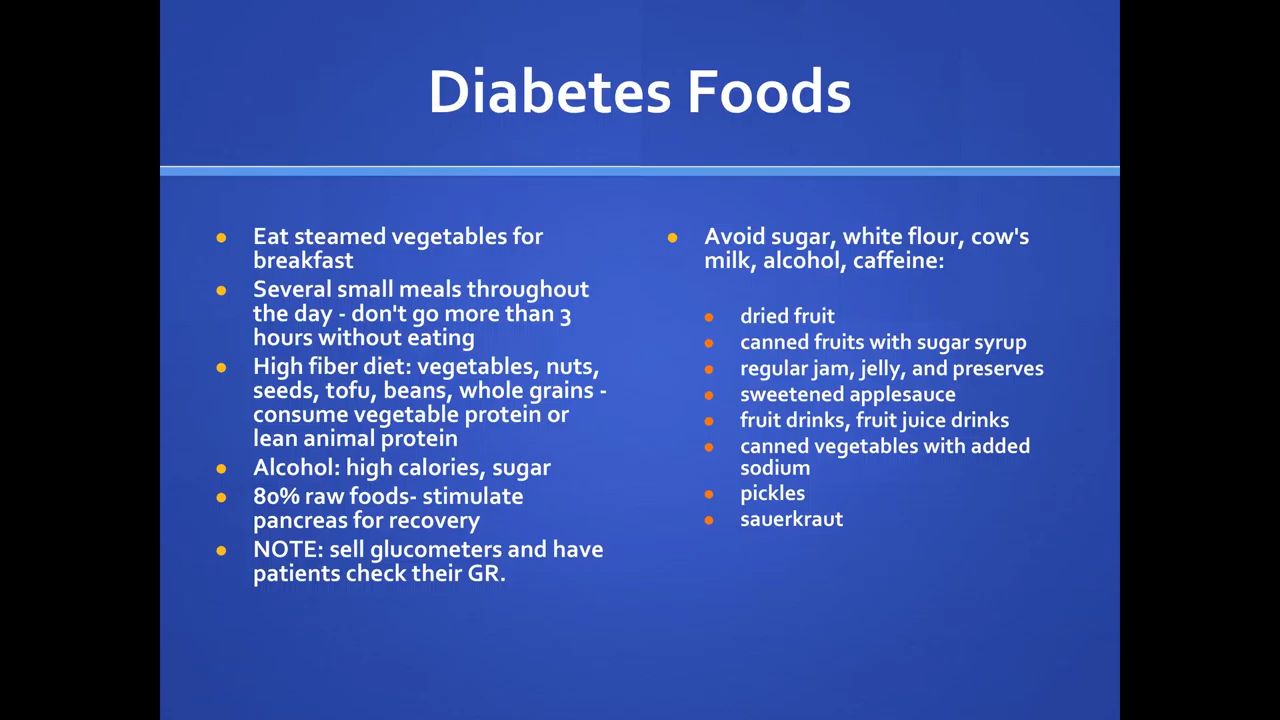 Diabetes Foods
Eat steamed vegetables for
breakfast
Several small meals throughout
the day - don't go more than 3
hours without eating
High fiber diet: vegetables, nuts,
seeds, tofu, beans, whole grains -
consume vegetable protein or
lean animal protein
Alcohol: high calories, sugar
80% raw foods- stimulate
pancreas for recovery
NOTE: sell glucometers and have
patients check their GR.
Avoid sugar, white flour, cow's
milk, alcohol, caffeine:
dried fruit
canned fruits with sugar syrup
regular jam, jelly, and preserves
sweetened applesauce
fruit drinks, fruit juice drinks
canned vegetables with added
sodium
pickles
sauerkraut